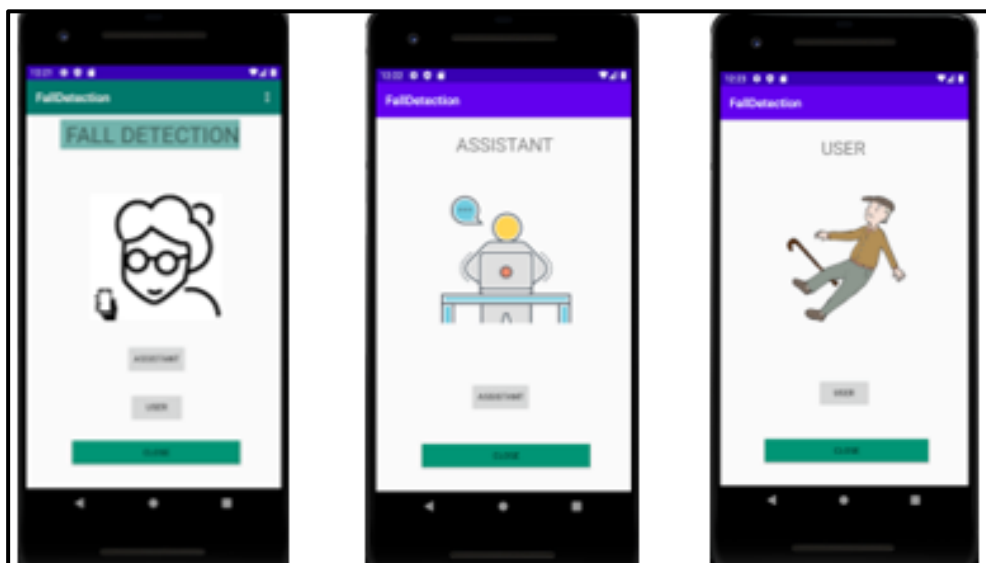 FallDetection
FALL DETECTION
ASSISTANT
USER
CLOSE
FallDetection
ASSISTANT
ASSISTANT
CLOSE
FallDetection
USER
USER
CLOSE